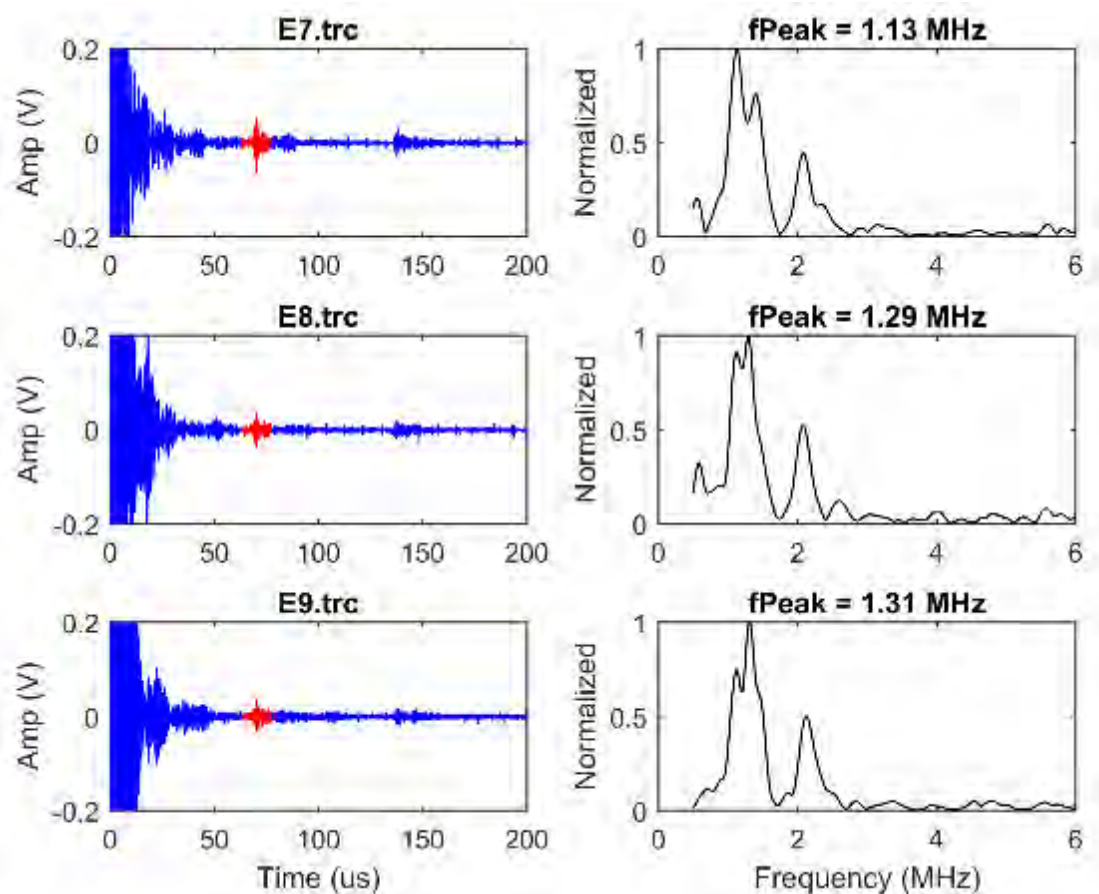 E7.trc
fPeak = 1.13 MHz
0.2
0
-0.2
Amp (V)
0 50 100 150 200
1
0.5
0
Normalized
0 2 4 6
E8.trc
fPeak = 1.29 MHz
0.2
0
-0.2
Amp (V)
0 50 100 150 200
1
0.5
0
Normalized
0 2 4 6
E9.trc
fPeak = 1.31 MHz
0.2
0
-0.2
Amp (V)
0 50 100 150 200
Time (us)
1
0.5
0
Normalized
0 2 4 6
Frequency (MHz)